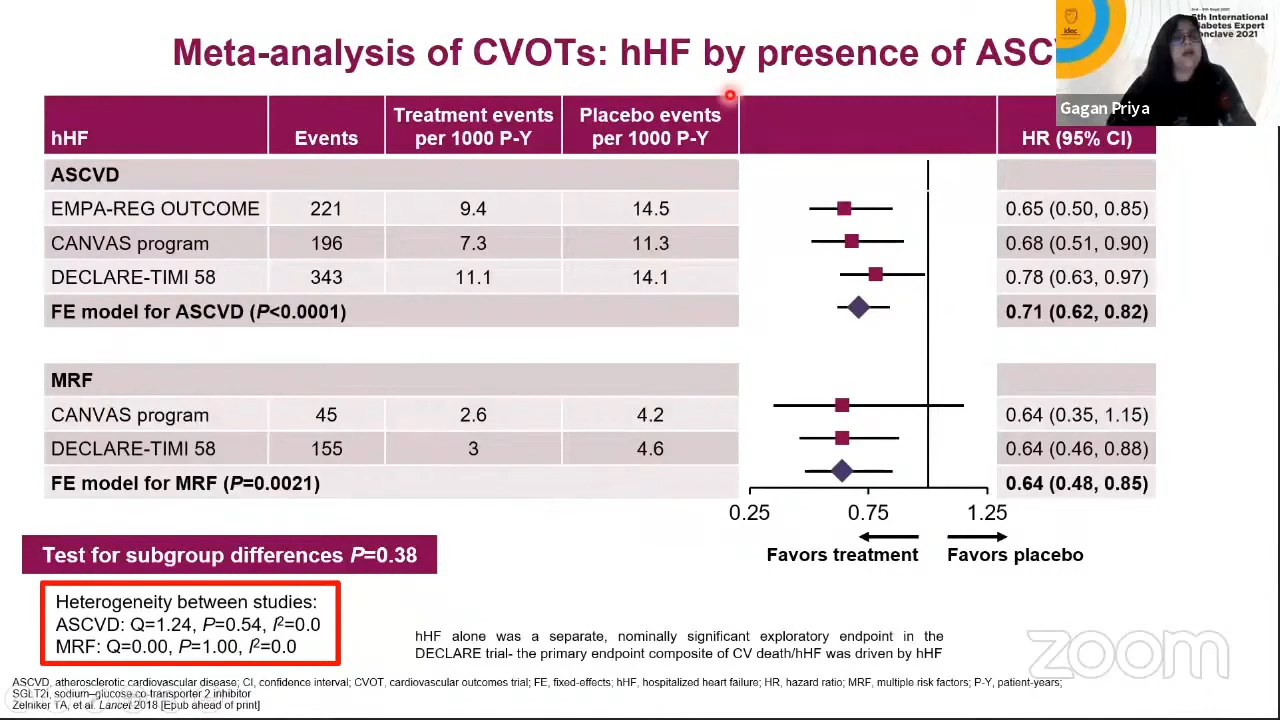 Meta-analysis of CVOTs: hHF by presence of ASC
5th International
Diabetes Expert
Conclave 2021
idec
Gagan Priya
hHF Events Treatment events per 1000 P-Y Placebo events per 1000 P-Y HR (95% CI)
ASCVD
EMPA-REG OUTCOME 221 9.4 14.5 0.65 (0.50, 0.85)
CANVAS program 196 7.3 11.3 0.68 (0.51, 0.90)
DECLARE-TIMI 58 343 11.1 14.1 0.78 (0.63, 0.97)
FE model for ASCVD (P<0.0001) 0.71 (0.62, 0.82)
MRF
CANVAS program 45 2.6 4.2 0.64 (0.35, 1.15)
DECLARE-TIMI 58 155 3 4.6 0.64 (0.46, 0.88)
FE model for MRF (P=0.0021) 0.64 (0.48, 0.85)
0.25 0.75 1.25
Favors treatment Favors placebo
Test for subgroup differences P=0.38
Heterogeneity between studies:
ASCVD: Q=1.24, P=0.54, I²=0.0
MRF: Q=0.00, P=1.00, I²=0.0
hHF alone was a separate, nominally significant exploratory endpoint in the
DECLARE trial- the primary endpoint composite of CV death/hHF was driven by hHF
zoom
ASCVD, atherosclerotic cardiovascular disease; CI, confidence interval; CVOT, cardiovascular outcomes trial; FE, fixed-effects; hHF, hospitalized heart failure; HR, hazard ratio; MRF, multiple risk factors; P-Y, patient-years;
SGLT2i, sodium–glucose co-transporter 2 inhibitor
Zelniker TA, et al. Lancet 2018 [Epub ahead of print]